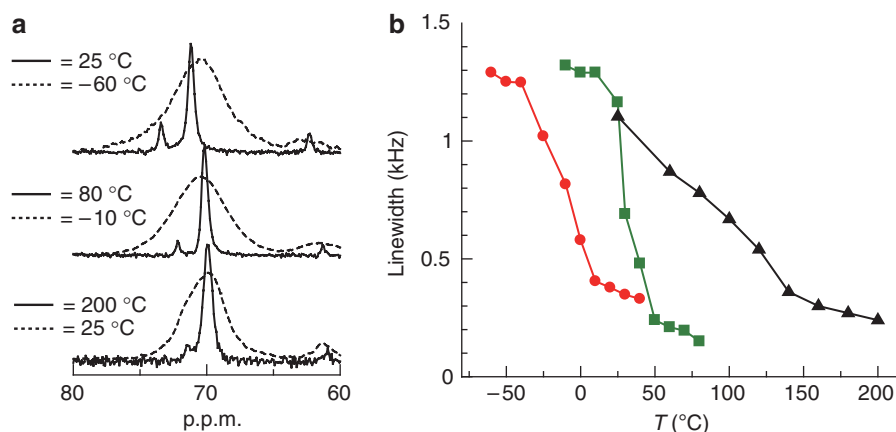 a
= 25 °C
= −60 °C
= 80 °C
= −10 °C
= 200 °C
= 25 °C
80 70 60
p.p.m.
b
1.5
1
0.5
0
Linewidth (kHz)
−50 0 50 100 150 200
T (°C)